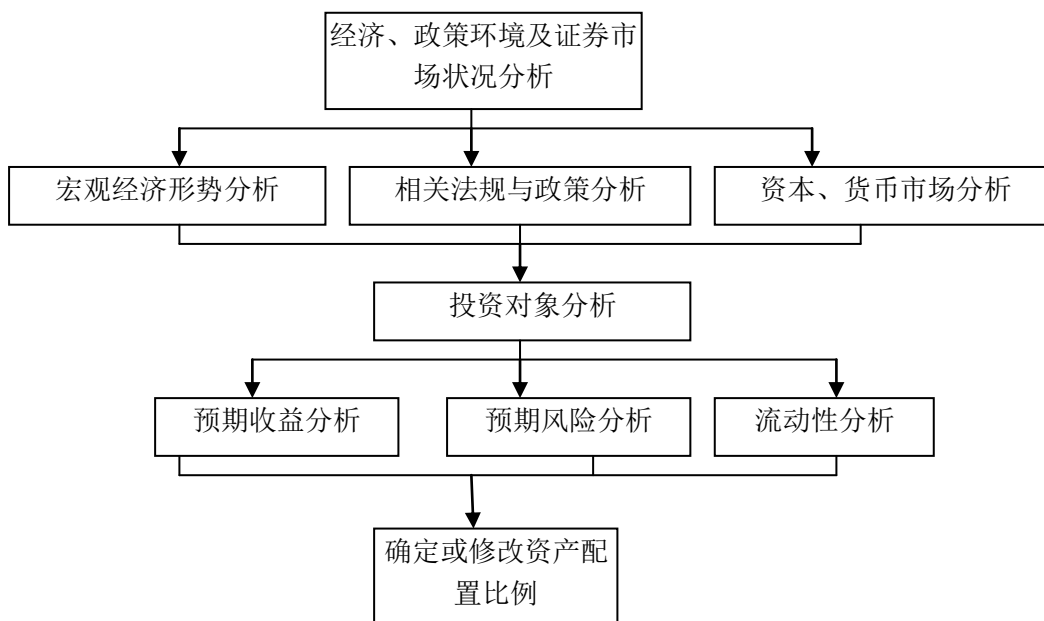 经济、政策环境及证券市
场状况分析
宏观经济形势分析
相关法规与政策分析
资本、货币市场分析
投资对象分析
预期收益分析
预期风险分析
流动性分析
确定或修改资产配
置比例